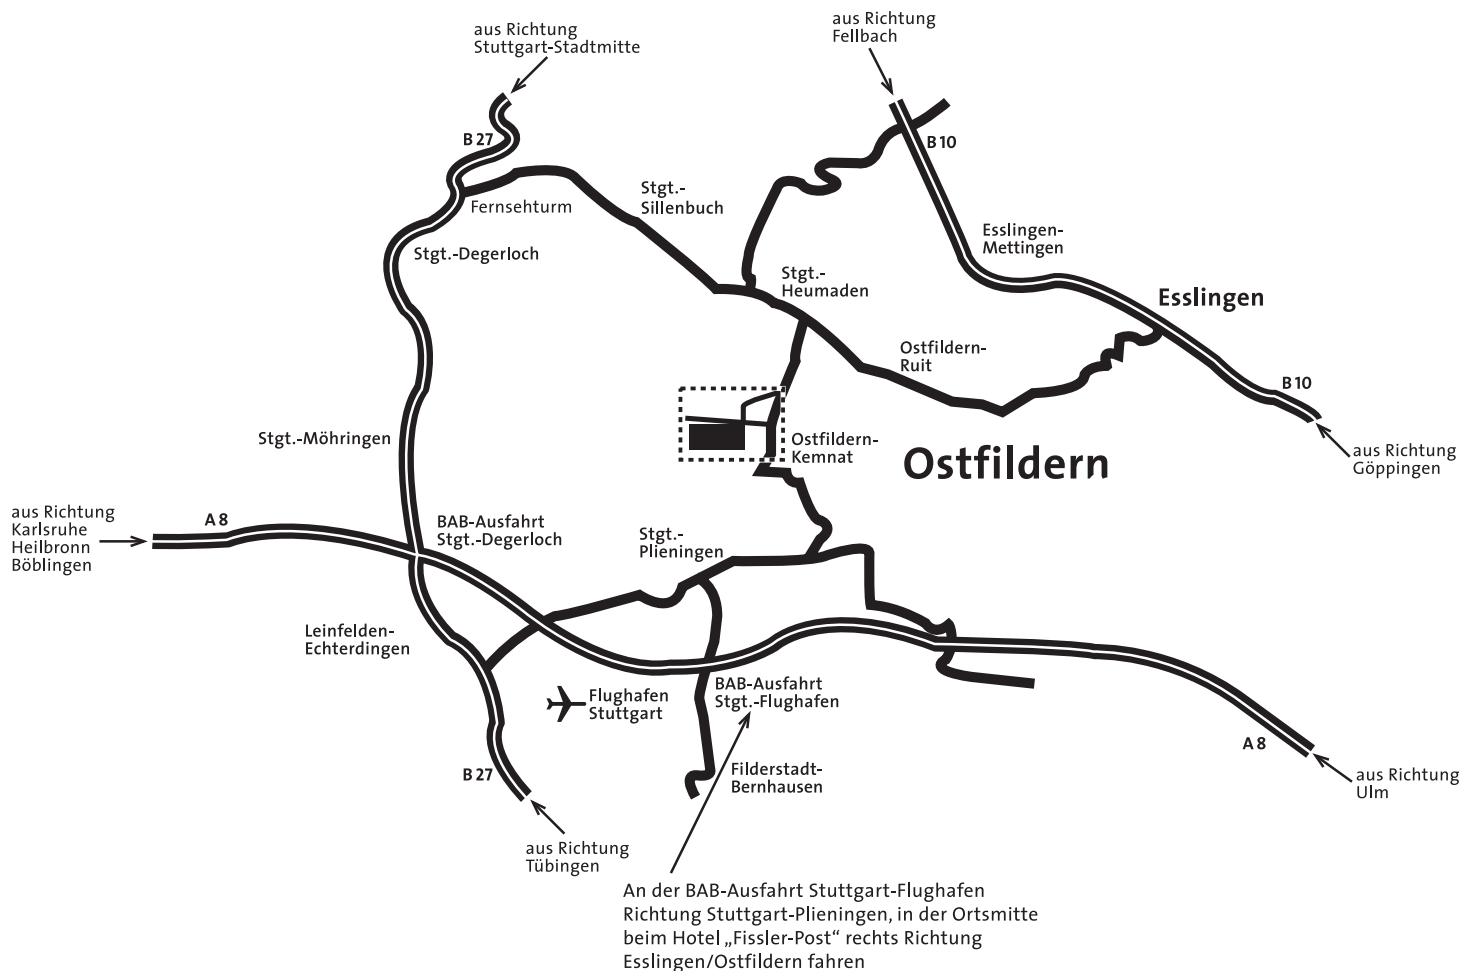 aus Richtung
Stuttgart-Stadtmitte
aus Richtung
Fellbach
B 27
B 10
Fernsehturm
Stgt.-
Sillenbuch
Stgt.-Degerloch
Esslingen-
Mettingen
Stgt.-
Heumaden
Esslingen
Ostfildern-
Ruit
B 10
Stgt.-Möhringen
Ostfildern-
Kemnat
Ostfildern
aus Richtung
Göppingen
aus Richtung
Karlsruhe
Heilbronn
Böblingen
A 8
BAB-Ausfahrt
Stgt.-Degerloch
Stgt.-
Plieningen
Leinfelden-
Echterdingen
Flughafen
Stuttgart
BAB-Ausfahrt
Stgt.-Flughafen
A 8
B 27
Filderstadt-
Bernhausen
aus Richtung
Ulm
aus Richtung
Tübingen
An der BAB-Ausfahrt Stuttgart-Flughafen
Richtung Stuttgart-Plieningen, in der Ortsmitte
beim Hotel „Fissler-Post“ rechts Richtung
Esslingen/Ostfildern fahren